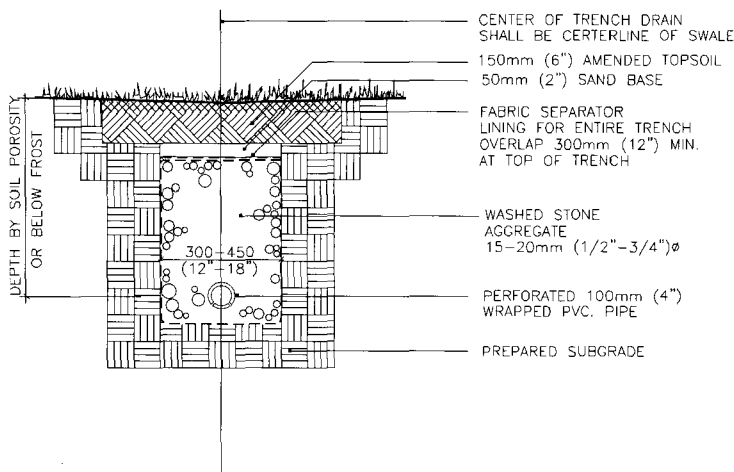 CENTER OF TRENCH DRAIN
SHALL BE CERTERLINE OF SWALE
150mm (6") AMENDED TOPSOIL
50mm (2") SAND BASE
FABRIC SEPARATOR
LINING FOR ENTIRE TRENCH
OVERLAP 300mm (12") MIN.
AT TOP OF TRENCH
WASHED STONE
AGGREGATE
15-20mm (1/2"-3/4")ø
PERFORATED 100mm (4")
WRAPPED PVC. PIPE
PREPARED SUBGRADE
DEPTH BY SOIL POROSITY
OR BELOW FROST
300-450
(12"-18")